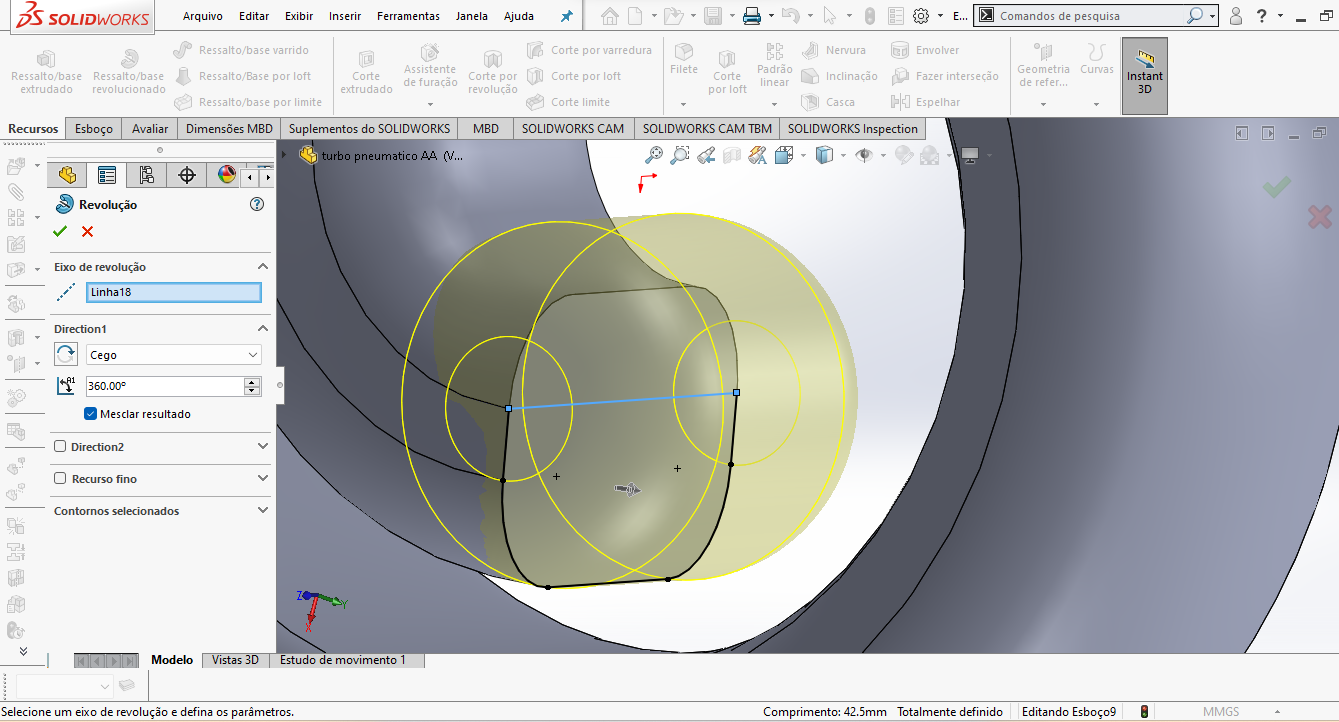 SOLIDWORKS Arquivo Editar Exibir Inserir Ferramentas Janela Ajuda E... Comandos de pesquisa ?
Ressalto/base extrudado
Ressalto/base revolucionado
Ressalto/base varrido
Ressalto/Base por loft
Ressalto/base por limite
Corte extrudado
Assistente de furação
Corte por revolução
Corte por varredura
Corte por loft
Corte limite
Filete
Corte por loft
Padrão linear
Nervura
Inclinação
Casca
Envolver
Fazer interseção
Espelhar
Geometria de refer...
Curvas
Instant 3D
Recursos Esboço Avaliar Dimensões MBD Suplementos do SOLIDWORKS MBD SOLIDWORKS CAM SOLIDWORKS CAM TBM SOLIDWORKS Inspection
turbo pneumatico AA (V...
Revolução ?
Eixo de revolução
Linha18
Direction1
Cego
360.00º
Mesclar resultado
Direction2
Recurso fino
Contornos selecionados
Z Y
X
Modelo Vistas 3D Estudo de movimento 1
Selecione um eixo de revolução e defina os parâmetros. Comprimento: 42.5mm Totalmente definido Editando Esboço9 MMGS